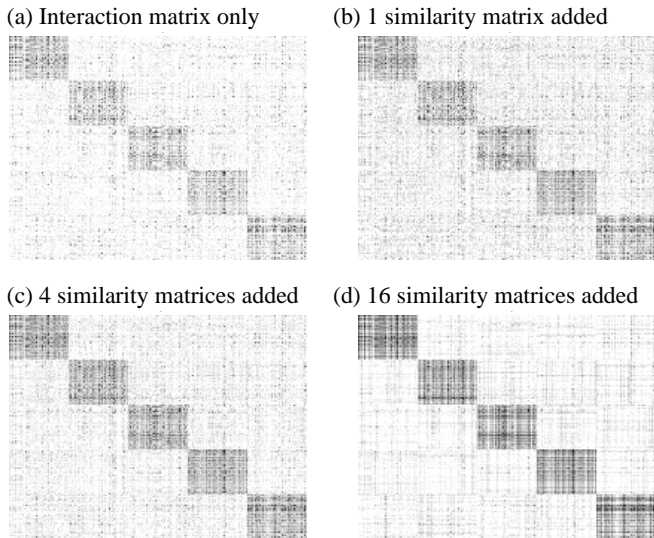 (a) Interaction matrix only
(b) 1 similarity matrix added
(c) 4 similarity matrices added
(d) 16 similarity matrices added